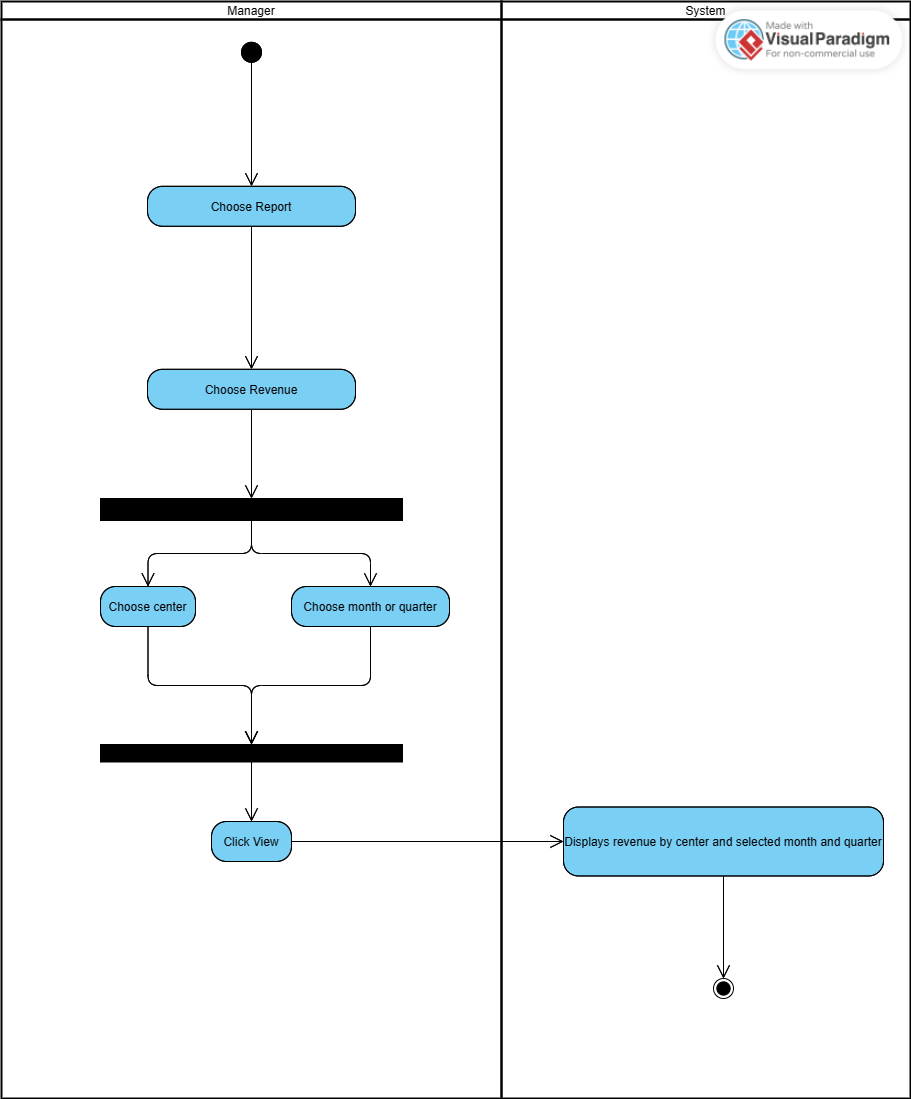 Manager
System
Made with
Visual Paradigm
For non-commercial use
Choose Report
Choose Revenue
Choose center
Choose month or quarter
Click View
Displays revenue by center and selected month and quarter